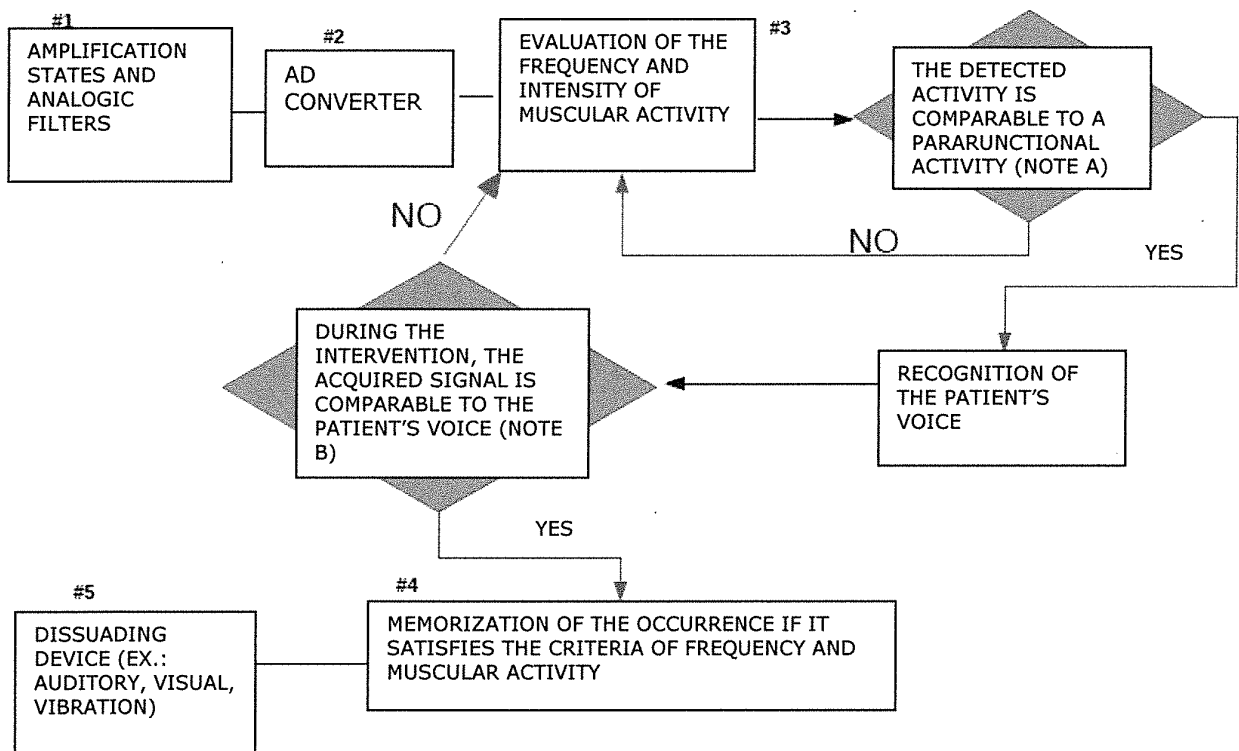 #1
AMPLIFICATION
STATES AND
ANALOGIC
FILTERS
#2
AD
CONVERTER
EVALUATION OF THE
FREQUENCY AND
INTENSITY OF
MUSCULAR ACTIVITY
#3
THE DETECTED
ACTIVITY IS
COMPARABLE TO A
PARARUNCTIONAL
ACTIVITY (NOTE A)
NO
NO
YES
DURING THE
INTERVENTION, THE
ACQUIRED SIGNAL IS
COMPARABLE TO THE
PATIENT'S VOICE (NOTE
B)
RECOGNITION OF
THE PATIENT'S
VOICE
YES
#5
DISSUADING
DEVICE (EX.:
AUDITORY, VISUAL,
VIBRATION)
#4
MEMORIZATION OF THE OCCURRENCE IF IT
SATISFIES THE CRITERIA OF FREQUENCY AND
MUSCULAR ACTIVITY